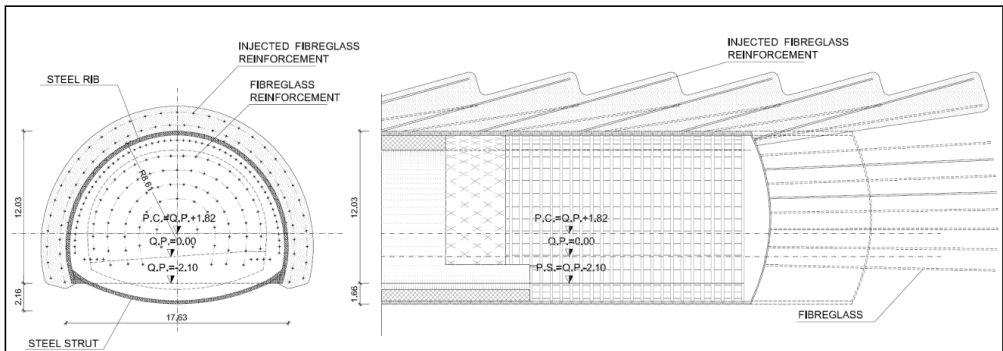 INJECTED FIBREGLASS
REINFORCEMENT
STEEL RIB
FIBREGLASS
REINFORCEMENT
R8.61
12.03
P.C.=Q.P.+1.82
Q.P.=0.00
Q.P.=-2.10
2.16
17.63
STEEL STRUT
INJECTED FIBREGLASS
REINFORCEMENT
12.03
P.C.=Q.P.+1.82
Q.P.=0.00
P.S.=Q.P.-2.10
1.66
FIBREGLASS